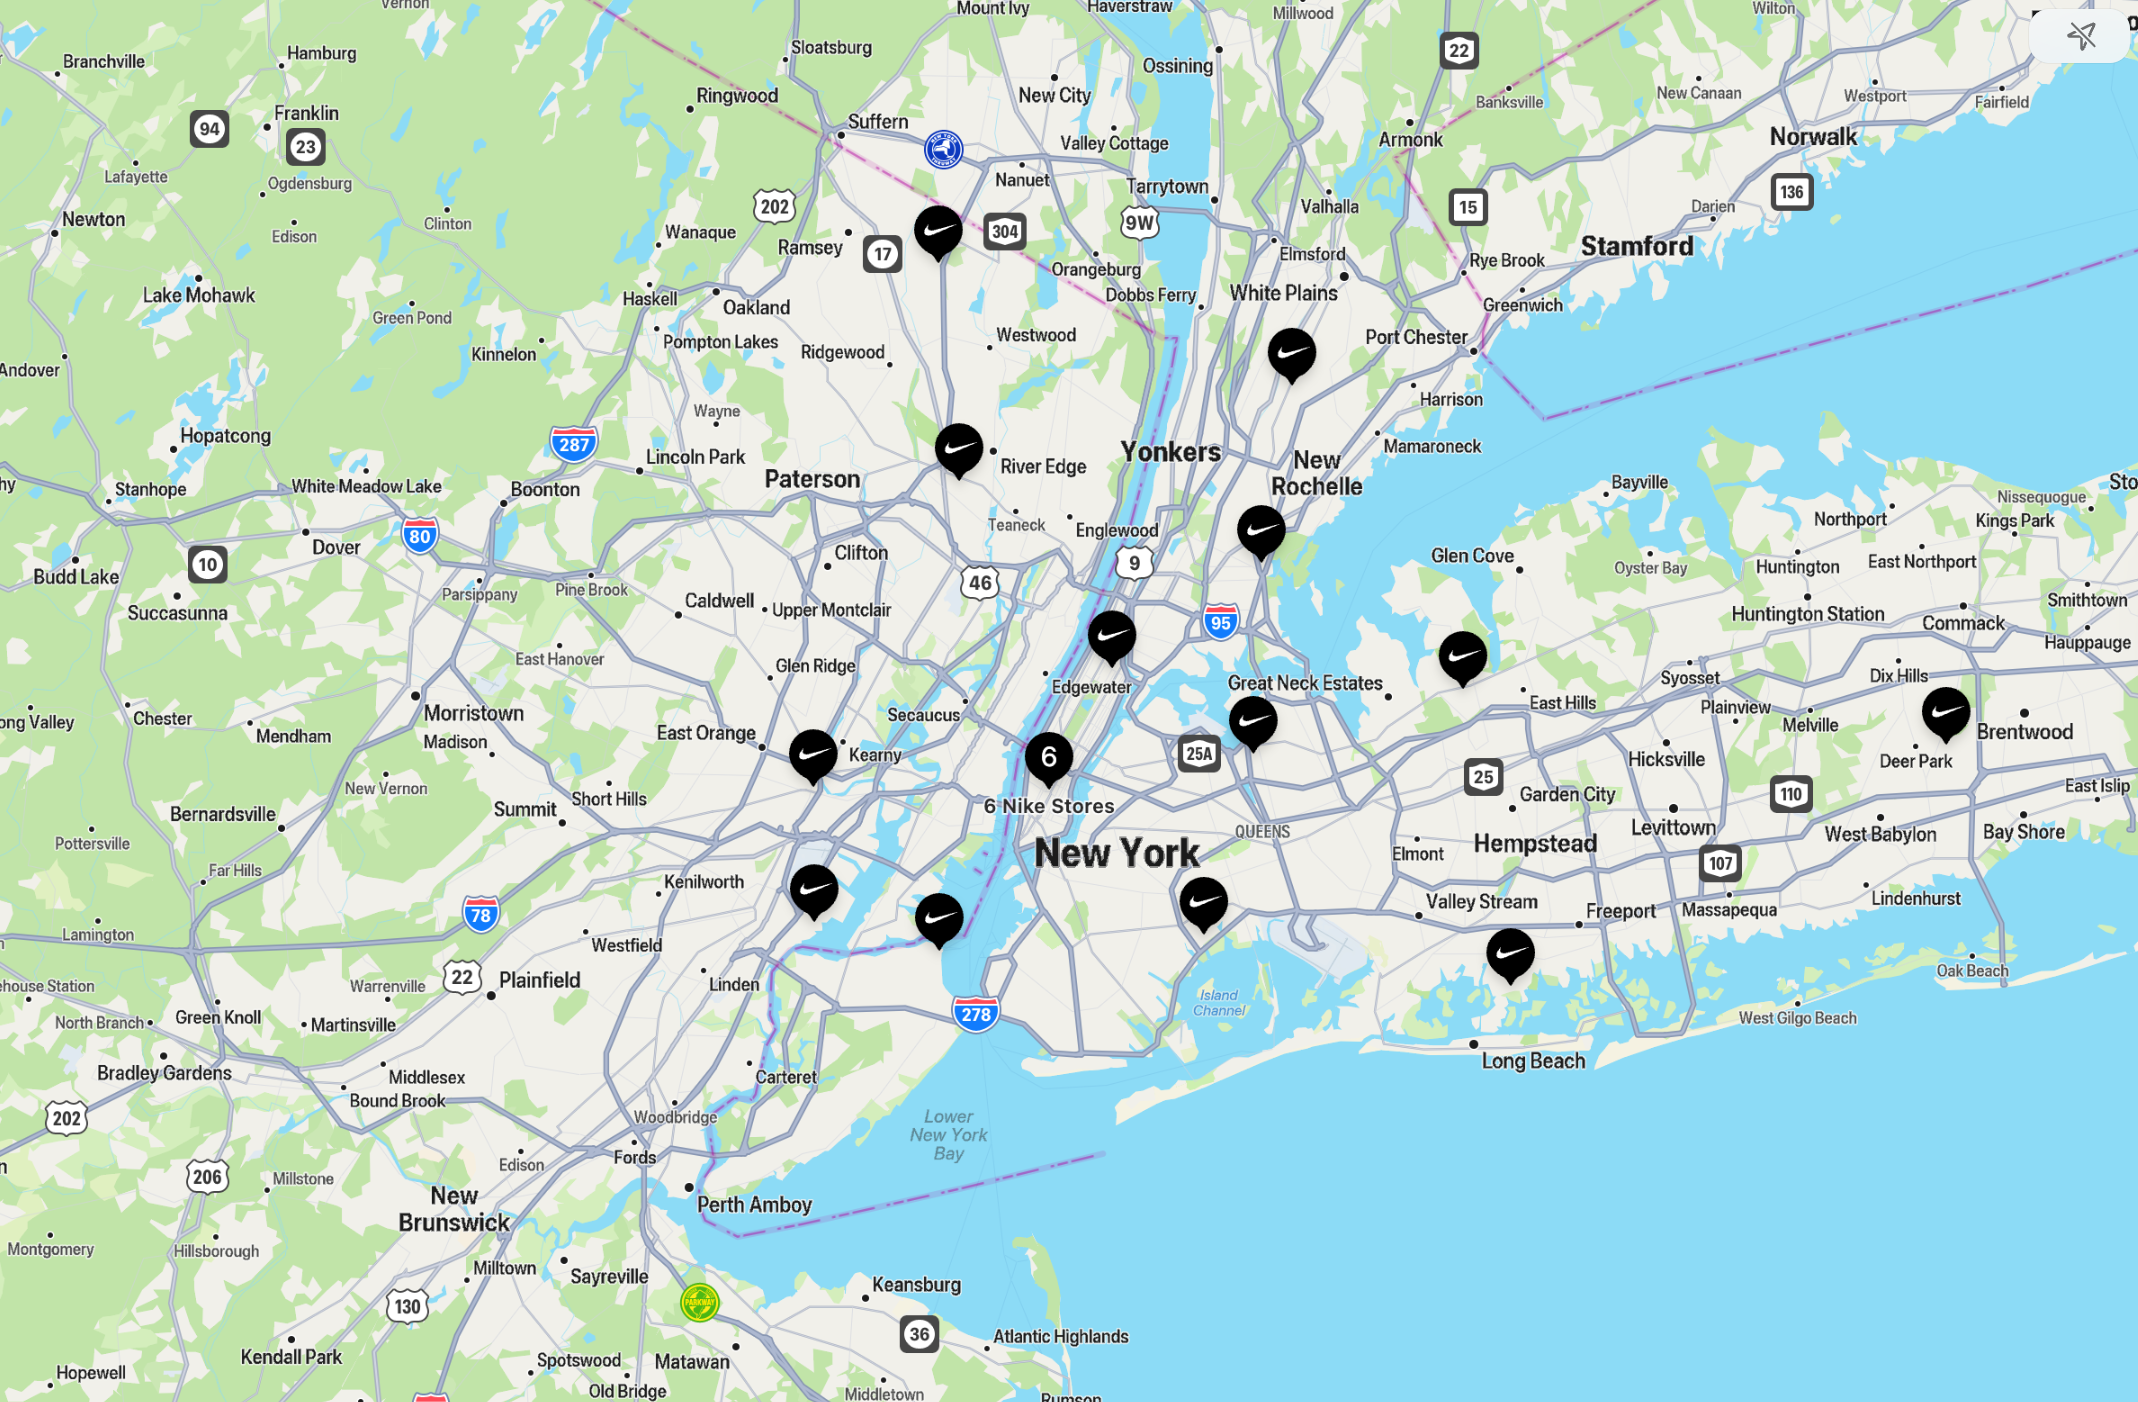 Vernon
Mount Ivy
Haverstraw
Millwood
Wilton
Branchville
Hamburg
Sloatsburg
Ossining
22
Ringwood
New City
Banksville
New Canaan
Westport
Fairfield
94
Franklin
23
Suffern
NEW YORK
THRUWAY
Valley Cottage
Armonk
Norwalk
Lafayette
Ogdensburg
Nanuet
Tarrytown
136
Newton
Clinton
202
Valhalla
15
Darien
Edison
Wanaque
Ramsey
17
304
9W
Elmsford
Stamford
Orangeburg
Rye Brook
Lake Mohawk
Haskell
Oakland
Dobbs Ferry
White Plains
Greenwich
Green Pond
Pompton Lakes
Westwood
Port Chester
Andover
Kinnelon
Ridgewood
Harrison
Wayne
Hopatcong
287
Lincoln Park
Yonkers
Mamaroneck
Paterson
River Edge
New
Rochelle
hy
Stanhope
White Meadow Lake
Boonton
Bayville
Nissequogue
Sto
80
Teaneck
Englewood
Northport
Kings Park
Dover
Clifton
9
Glen Cove
10
46
Oyster Bay
Huntington
East Northport
Budd Lake
Parsippany
Pine Brook
Caldwell
Upper Montclair
95
Huntington Station
Smithtown
Succasunna
Commack
Hauppauge
East Hanover
Glen Ridge
Edgewater
Great Neck Estates
Syosset
Dix Hills
ong Valley
Chester
Mendham
Morristown
Madison
Secaucus
East Hills
Plainview
Melville
Brentwood
East Orange
Kearny
6
25A
Hicksville
Deer Park
New Vernon
Short Hills
25
East Islip
Bernardsville
Summit
6 Nike Stores
Garden City
110
Pottersville
New York
QUEENS
Hempstead
Levittown
West Babylon
Bay Shore
Elmont
107
Far Hills
Kenilworth
Valley Stream
Freeport
Massapequa
Lindenhurst
Lamington
78
Westfield
Oak Beach
ehouse Station
Warrenville
22
Plainfield
Linden
Island
Channel
West Gilgo Beach
North Branch
Green Knoll
Martinsville
278
Bradley Gardens
Middlesex
Carteret
Long Beach
Bound Brook
202
Woodbridge
Lower
New York
Bay
Fords
Edison
206
Millstone
New
Brunswick
Perth Amboy
Montgomery
Hillsborough
Milltown
Sayreville
Keansburg
130
PARKWAY
36
Atlantic Highlands
Kendall Park
Spotswood
Matawan
Hopewell
Old Bridge
Middletown
Rumson